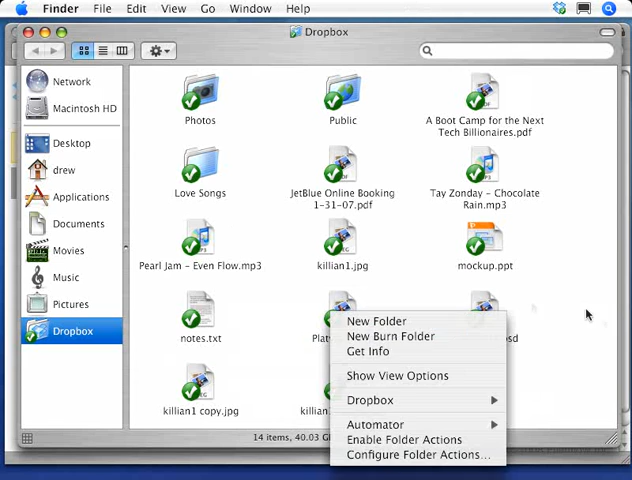 Finder File Edit View Go Window Help
Dropbox
Network
Macintosh HD
Desktop
drew
Applications
Documents
Movies
Music
Pictures
Dropbox
Photos
Public
A Boot Camp for the Next
Tech Billionaires.pdf
Love Songs
JetBlue Online Booking
1-31-07.pdf
Tay Zonday - Chocolate
Rain.mp3
Pearl Jam - Even Flow.mp3
killian1.jpg
mockup.ppt
notes.txt
killian1 copy.jpg
New Folder
New Burn Folder
Get Info
Show View Options
Dropbox
Automator
Enable Folder Actions
Configure Folder Actions...
14 items, 40.03